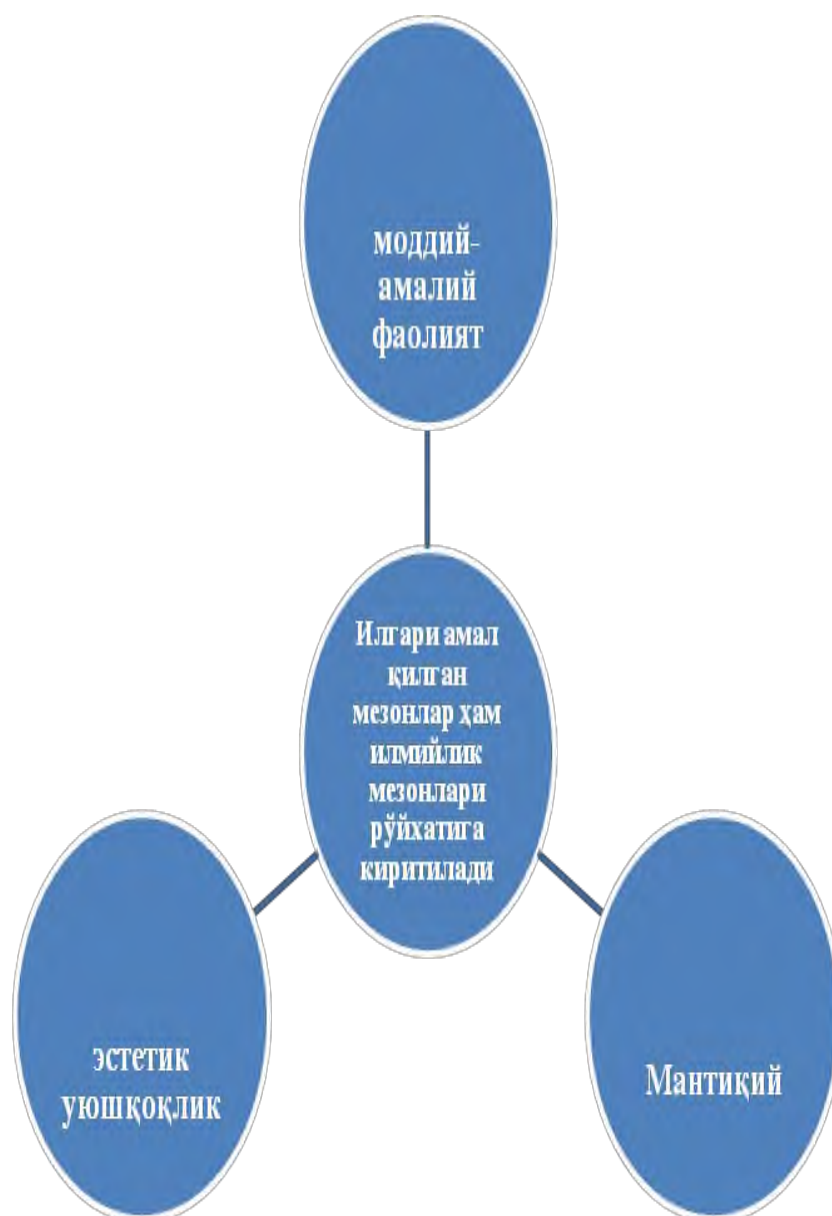 моддий-
амалий
фаолият
Илгари амал
қилган
мезонлар ҳам
илмийлик
мезонлари
рўйхатига
киритилади
эстетик
уюшқоқлик
Мантиқий